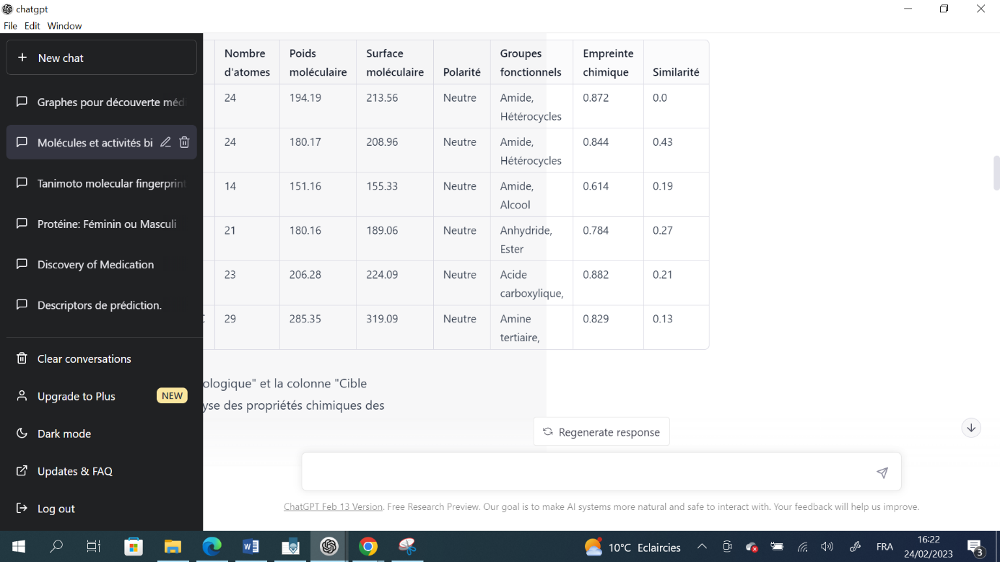 chatgpt
File Edit Window
New chat
Graphes pour découverte méd
Molécules et activités bi
Tanimoto molecular fingerprint
Protéine: Féminin ou Masculi
Discovery of Medication
Descriptors de prédiction.
Clear conversations
Upgrade to Plus NEW
Dark mode
Updates & FAQ
Log out
Nombre d'atomes Poids moléculaire Surface moléculaire Polarité Groupes fonctionnels Empreinte chimique Similarité
24 194.19 213.56 Neutre Amide, Hétérocycles 0.872 0.0
24 180.17 208.96 Neutre Amide, Hétérocycles 0.844 0.43
14 151.16 155.33 Neutre Amide, Alcool 0.614 0.19
21 180.16 189.06 Neutre Anhydride, Ester 0.784 0.27
23 206.28 224.09 Neutre Acide carboxylique, 0.882 0.21
29 285.35 319.09 Neutre Amine tertiaire, 0.829 0.13
ologique" et la colonne "Cible
yse des propriétés chimiques des
Regenerate response
ChatGPT Feb 13 Version. Free Research Preview. Our goal is to make AI systems more natural and safe to interact with. Your feedback will help us improve.
10°C Eclaircies
FRA
16:22
24/02/2023
3